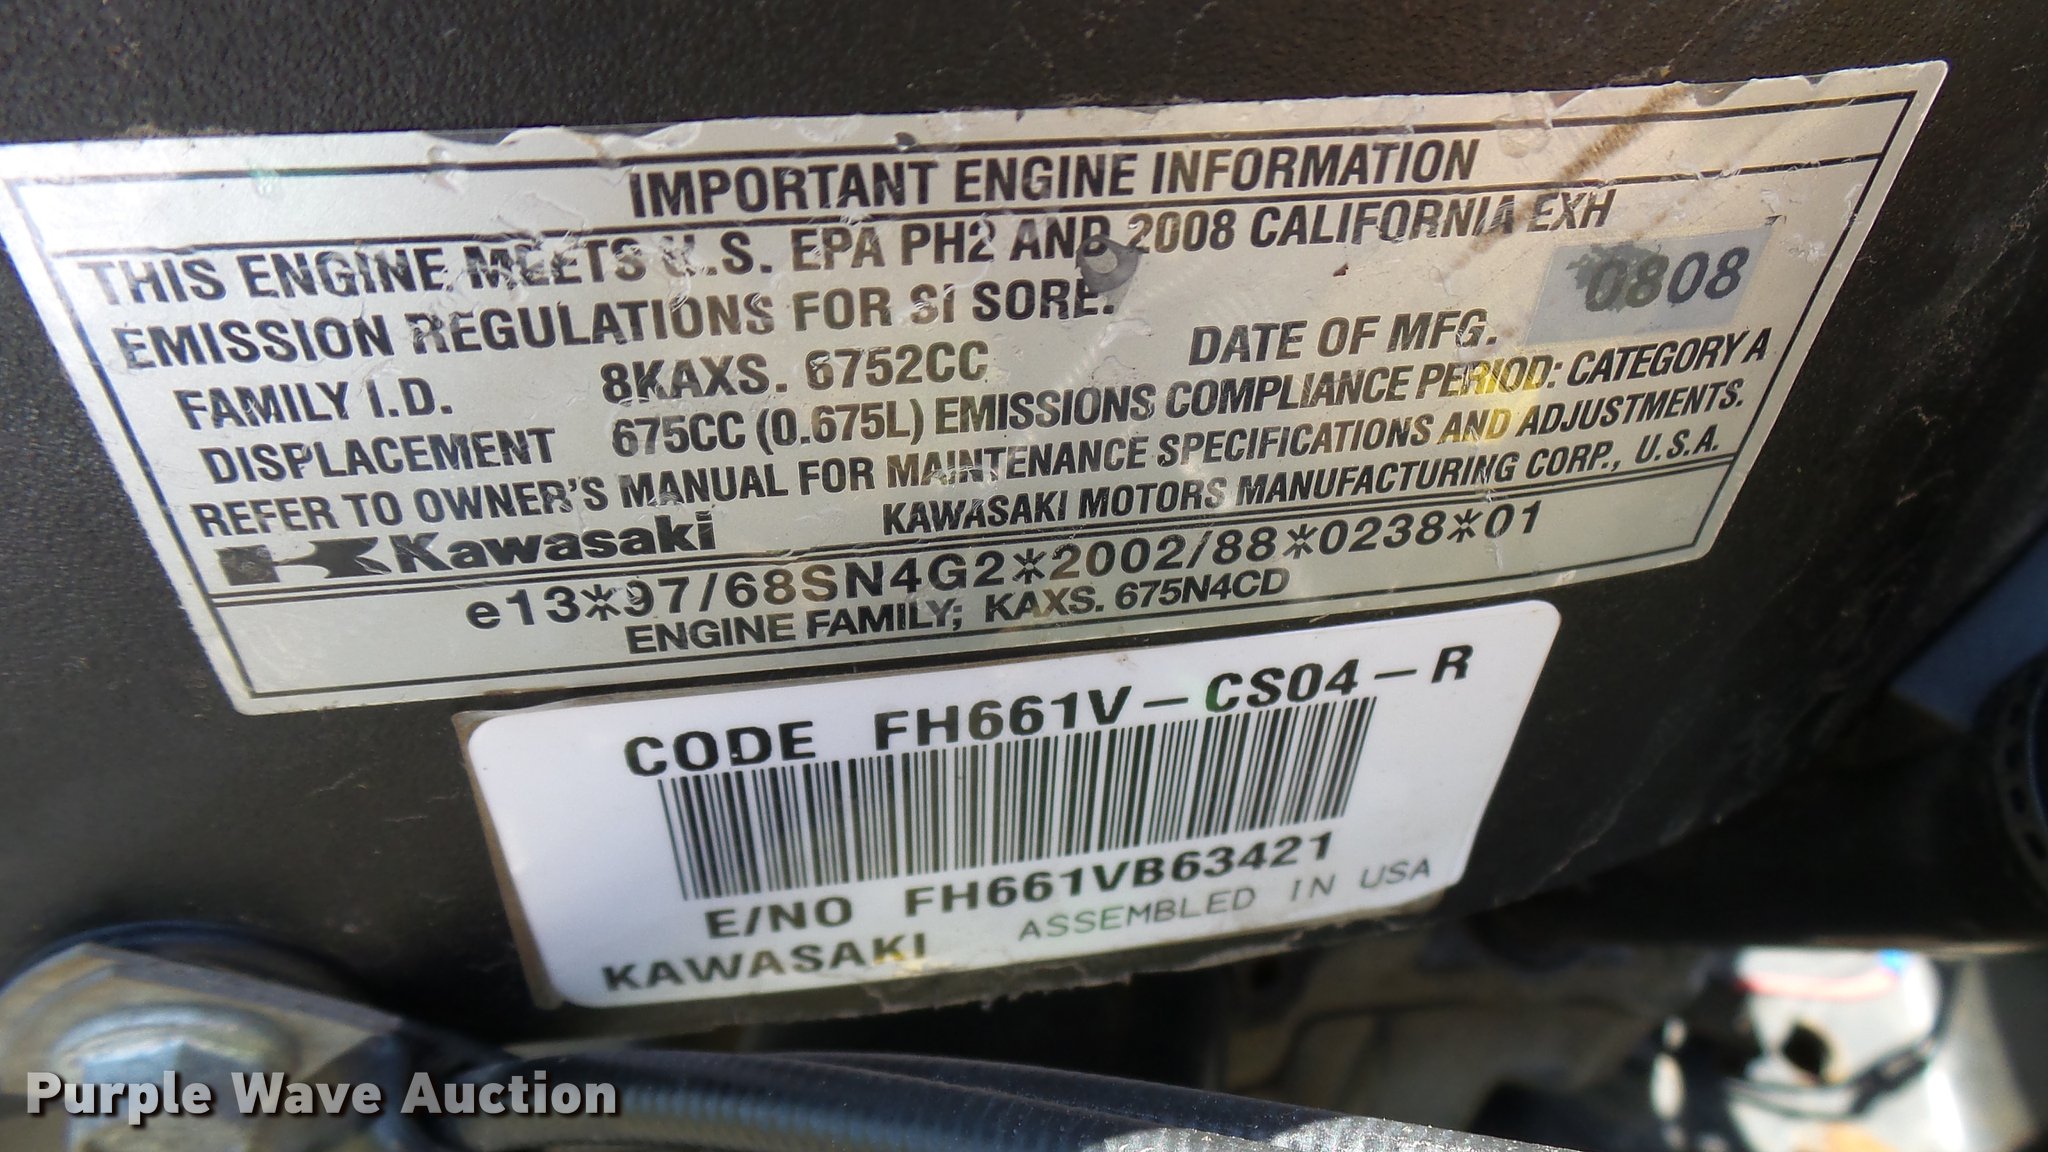 IMPORTANT ENGINE INFORMATION
THIS ENGINE MEETS U.S. EPA PH2 AND 2008 CALIFORNIA EXH
EMISSION REGULATIONS FOR SI SORE.
FAMILY I.D. 8KAXS. 6752CC DATE OF MFG. 0808
DISPLACEMENT 675CC (0.675L) EMISSIONS COMPLIANCE PERIOD: CATEGORY A
REFER TO OWNER'S MANUAL FOR MAINTENANCE SPECIFICATIONS AND ADJUSTMENTS.
Kawasaki KAWASAKI MOTORS MANUFACTURING CORP., U.S.A.
e13*97/68SN4G2*2002/88*0238*01
ENGINE FAMILY; KAXS. 675N4CD
CODE FH661V-CS04-R
E/NO FH661VB63421
KAWASAKI ASSEMBLED IN USA
Purple Wave Auction